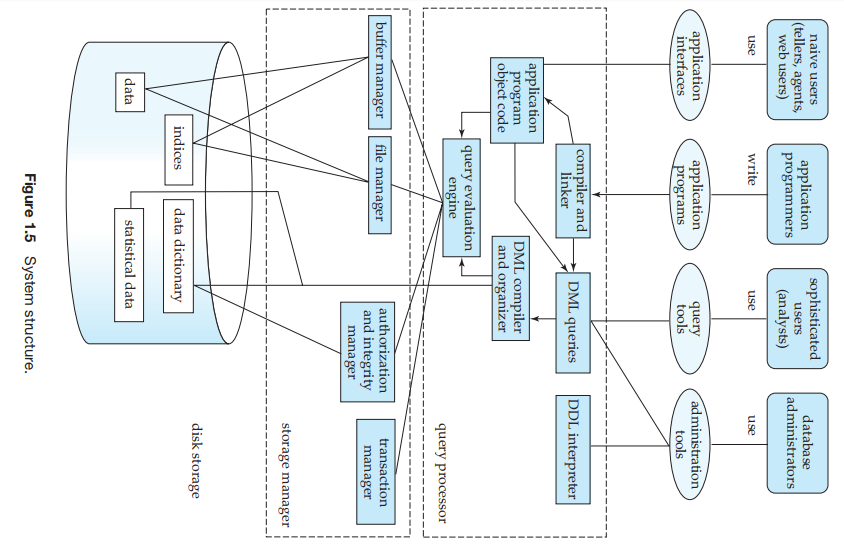 naive users
(tellers, agents,
web users)
application
programmers
sophisticated
users
(analysts)
database
administrators
use
write
use
use
application
interfaces
application
programs
query
tools
administration
tools
compiler and
linker
DML queries
DDL interpreter
application
program
object code
DML compiler
and organizer
query evaluation
engine
query processor
buffer manager
file manager
authorization
and integrity
manager
transaction
manager
storage manager
disk storage
indices
data dictionary
data
statistical data
Figure 1.5 System structure.